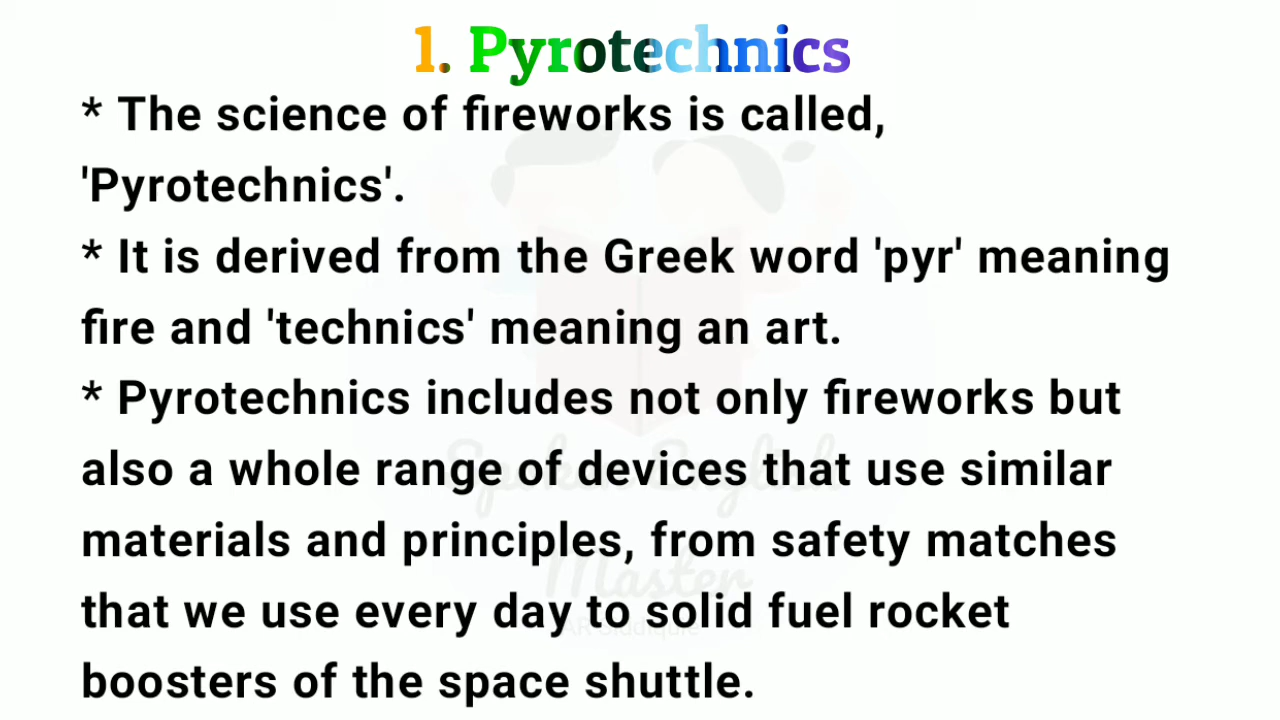 1. Pyrotechnics
* The science of fireworks is called,
'Pyrotechnics'.
* It is derived from the Greek word 'pyr' meaning
fire and 'technics' meaning an art.
* Pyrotechnics includes not only fireworks but
also a whole range of devices that use similar
materials and principles, from safety matches
that we use every day to solid fuel rocket
boosters of the space shuttle.
Spoken English
Master